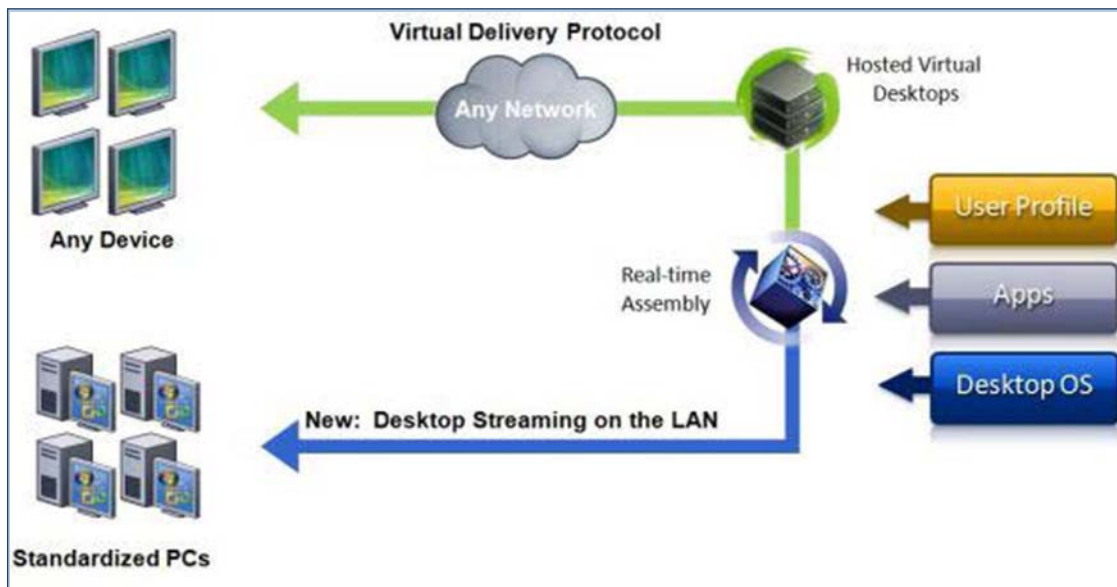 Virtual Delivery Protocol
Any Network
Hosted Virtual
Desktops
Any Device
User Profile
Real-time
Assembly
Apps
Desktop OS
New:  Desktop Streaming on the LAN
Standardized PCs